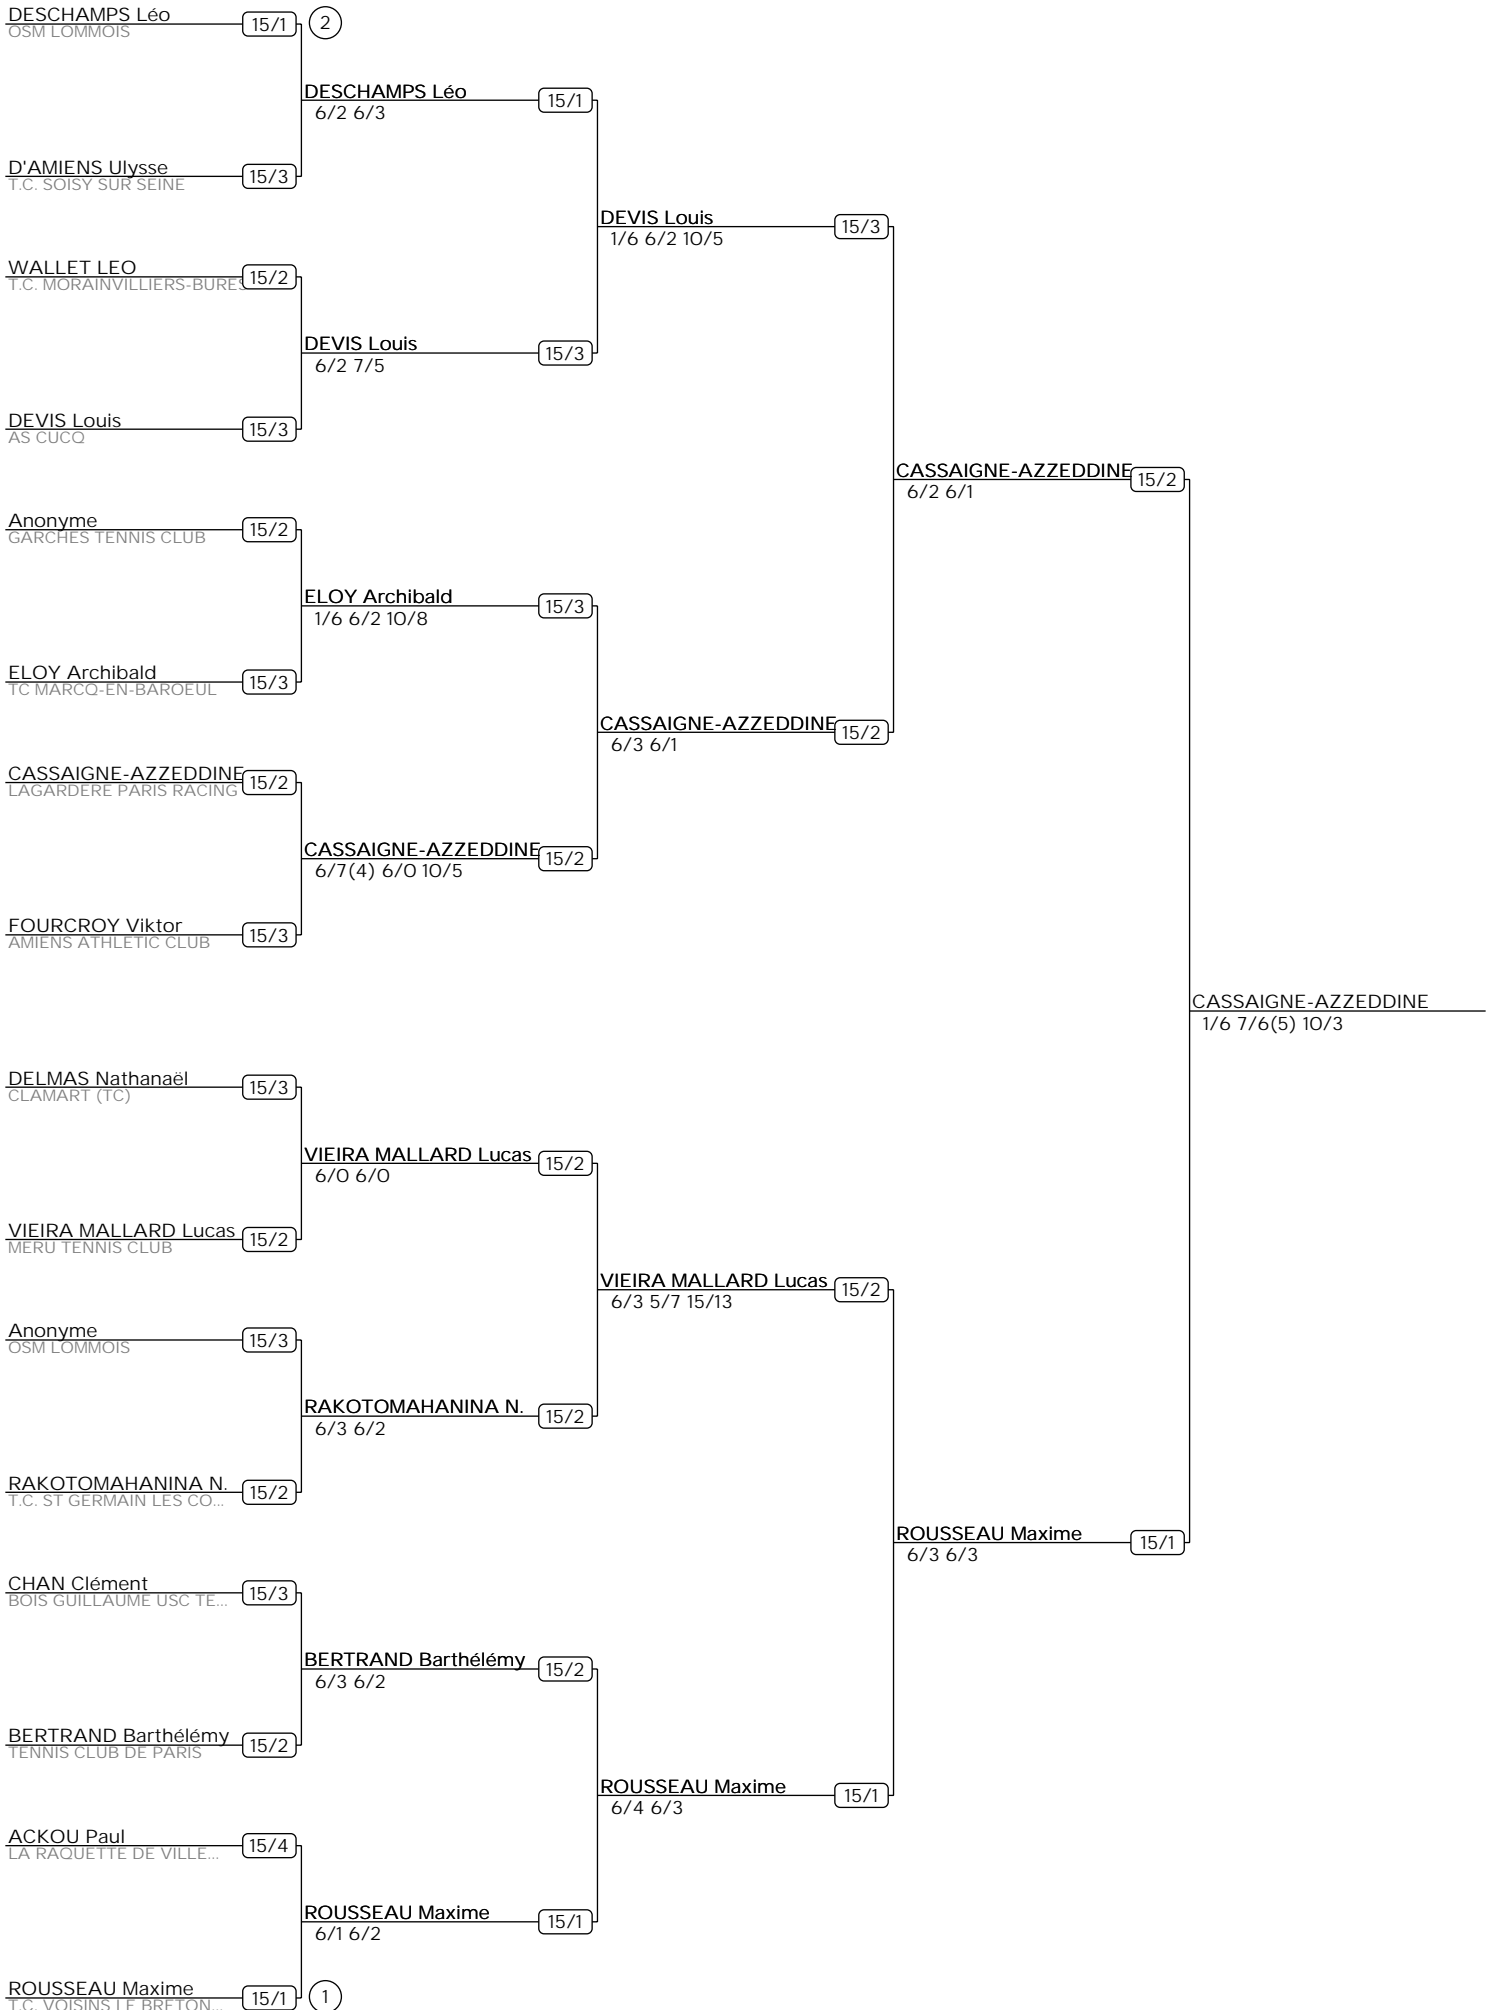 DESCHAMPS Léo
OSM LOMMOIS
15/1
2
DESCHAMPS Léo
6/2 6/3
15/1
D'AMIENS Ulysse
T.C. SOISY SUR SEINE
15/3
DEVIS Louis
1/6 6/2 10/5
15/3
WALLET LEO
T.C. MORAINVILLIERS-BURES
15/2
DEVIS Louis
6/2 7/5
15/3
DEVIS Louis
AS CUCQ
15/3
CASSAIGNE-AZZEDDINE
6/2 6/1
15/2
Anonyme
GARCHES TENNIS CLUB
15/2
ELOY Archibald
1/6 6/2 10/8
15/3
ELOY Archibald
TC MARCQ-EN-BAROEUL
15/3
CASSAIGNE-AZZEDDINE
6/3 6/1
15/2
CASSAIGNE-AZZEDDINE
LAGARDERE PARIS RACING
15/2
CASSAIGNE-AZZEDDINE
6/7(4) 6/0 10/5
15/2
FOURCROY Viktor
AMIENS ATHLETIC CLUB
15/3
CASSAIGNE-AZZEDDINE
1/6 7/6(5) 10/3
DELMAS Nathanaël
CLAMART (TC)
15/3
VIEIRA MALLARD Lucas
6/0 6/0
15/2
VIEIRA MALLARD Lucas
MERU TENNIS CLUB
15/2
VIEIRA MALLARD Lucas
6/3 5/7 15/13
15/2
Anonyme
OSM LOMMOIS
15/3
RAKOTOMAHANINA N.
6/3 6/2
15/2
RAKOTOMAHANINA N.
T.C. ST GERMAIN LES CO...
15/2
ROUSSEAU Maxime
6/3 6/3
15/1
CHAN Clément
BOIS GUILLAUME USC TE...
15/3
BERTRAND Barthélémy
6/3 6/2
15/2
BERTRAND Barthélémy
TENNIS CLUB DE PARIS
15/2
ROUSSEAU Maxime
6/4 6/3
15/1
ACKOU Paul
LA RAQUETTE DE VILLE...
15/4
ROUSSEAU Maxime
6/1 6/2
15/1
ROUSSEAU Maxime
T.C. VOISINS LE BRETON...
15/1
1